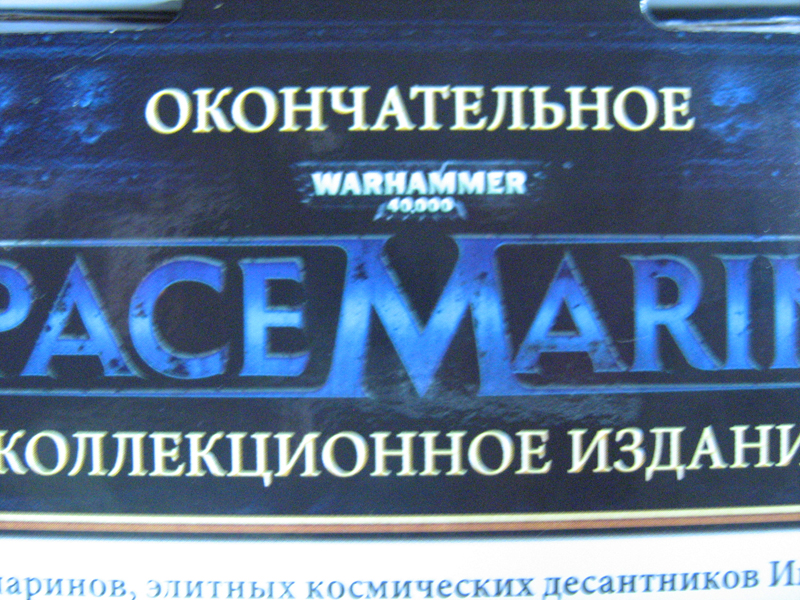 ОКОНЧАТЕЛЬНОЕ
WARHAMMER
40,000
PACE MARIN
КОЛЛЕКЦИОННОЕ ИЗДАНИ
аринов, элитных космических десантников И